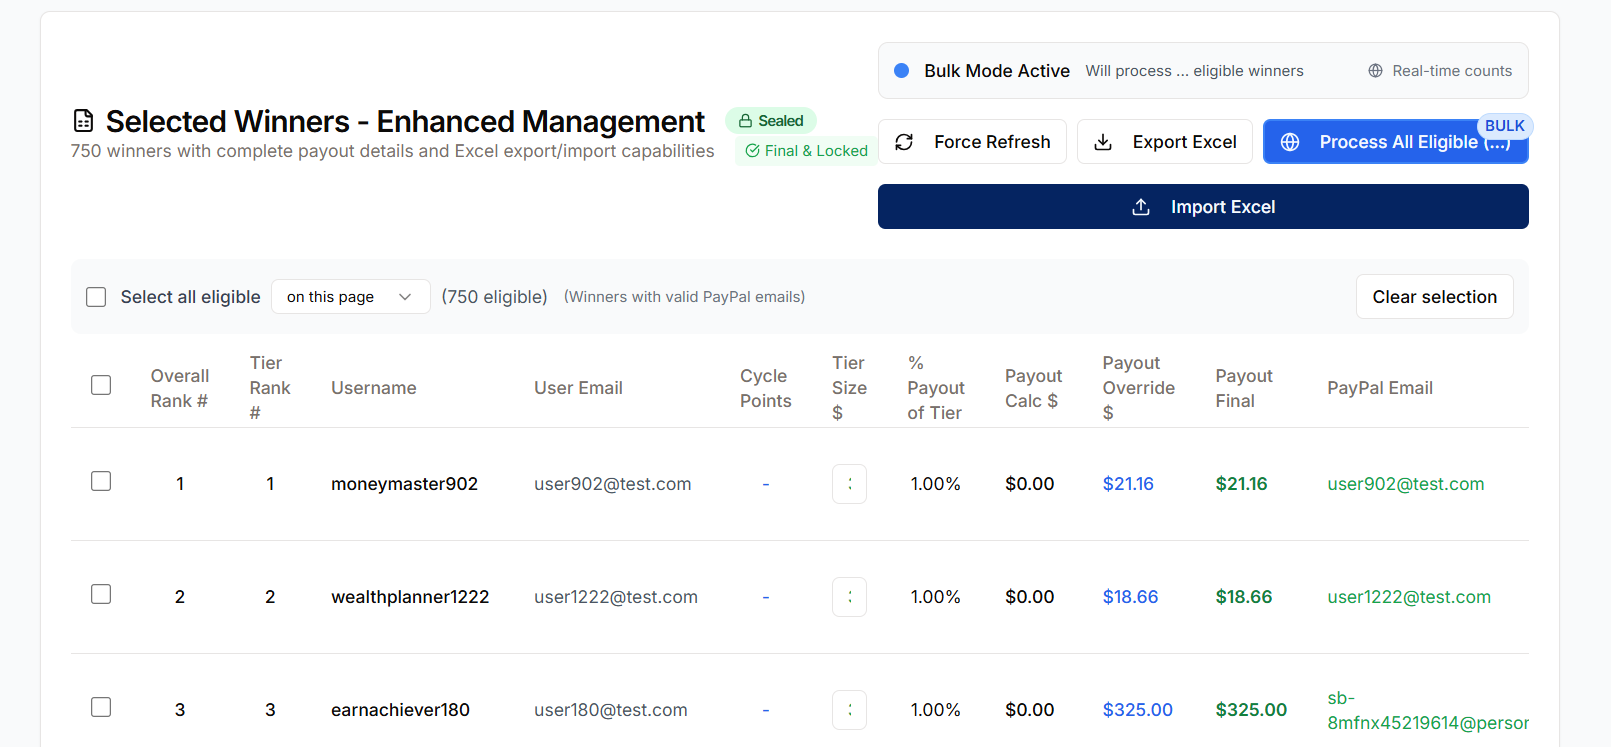 Bulk Mode Active Will process ... eligible winners Real-time counts
Selected Winners - Enhanced Management Sealed
750 winners with complete payout details and Excel export/import capabilities Final & Locked
Force Refresh Export Excel Process All Eligible (...) BULK
Import Excel
Select all eligible on this page (750 eligible) (Winners with valid PayPal emails) Clear selection
Overall Rank # Tier Rank # Username User Email Cycle Points Tier Size $ % Payout of Tier Payout Calc $ Payout Override $ Payout Final PayPal Email
1 1 moneymaster902 user902@test.com - 1.00% $0.00 $21.16 $21.16 user902@test.com
2 2 wealthplanner1222 user1222@test.com - 1.00% $0.00 $18.66 $18.66 user1222@test.com
3 3 earnachiever180 user180@test.com - 1.00% $0.00 $325.00 $325.00 sb-
8mfnx45219614@person